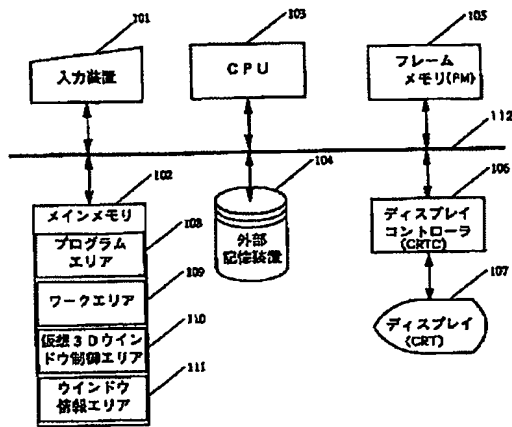 101
入力装置
103
CPU
105
フレーム
メモリ(FM)
112
102
メインメモリ
108
プログラム
エリア
109
ワークエリア
110
仮想3Dウイン
ドウ制御エリア
111
ウインドウ
情報エリア
104
外部
記憶装置
106
ディスプレイ
コントローラ
(CRTC)
107
ディスプレイ
(CRT)